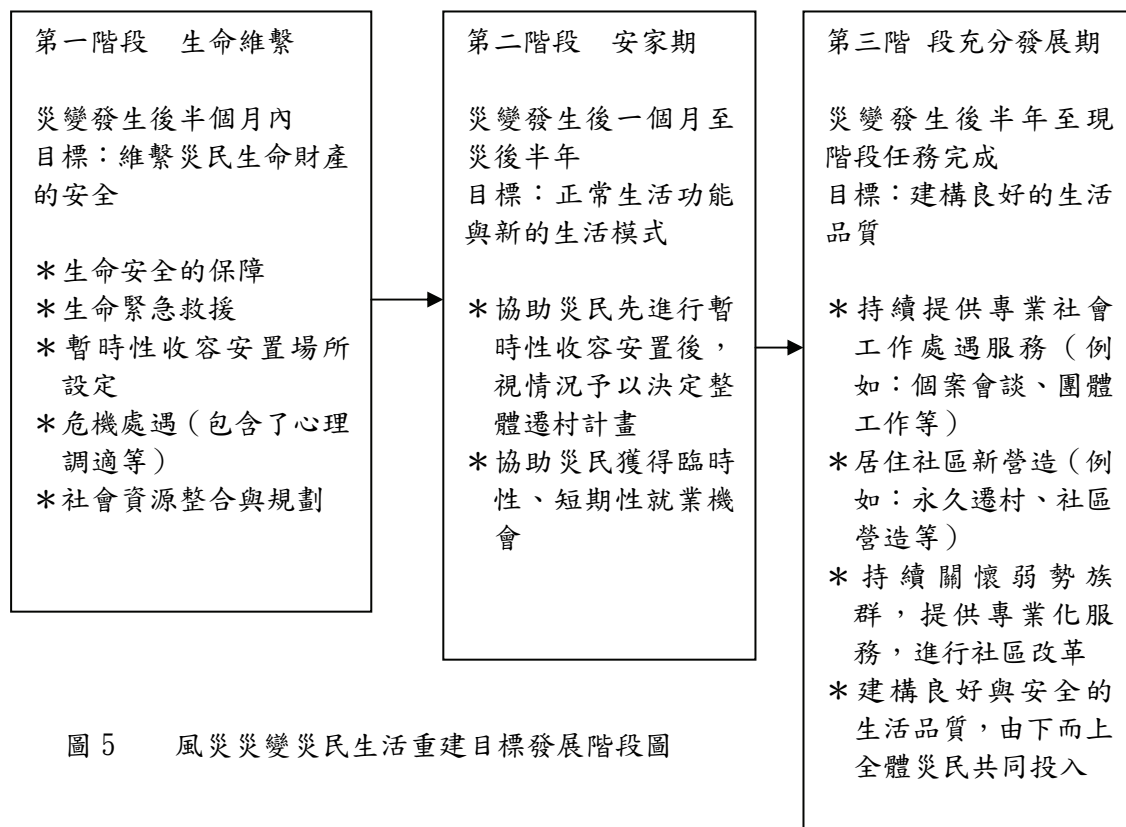 第一階段　生命維繫
災變發生後半個月內
目標：維繫災民生命財產
的安全
＊生命安全的保障
＊生命緊急救援
＊暫時性收容安置場所
設定
＊危機處遇（包含了心理
調適等）
＊社會資源整合與規劃
第二階段　安家期
災變發生後一個月至
災後半年
目標：正常生活功能
與新的生活模式
＊協助災民先進行暫
時性收容安置後，
視情況予以決定整
體遷村計畫
＊協助災民獲得臨時
性、短期性就業機
會
第三階 段充分發展期
災變發生後半年至現
階段任務完成
目標：建構良好的生活
品質
＊持續提供專業社會
工作處遇服務（例
如：個案會談、團體
工作等）
＊居住社區新營造（例
如：永久遷村、社區
營造等）
＊持續關懷弱勢族
群，提供專業化服
務，進行社區改革
＊建構良好與安全的
生活品質，由下而上
全體災民共同投入
圖 5　　風災災變災民生活重建目標發展階段圖